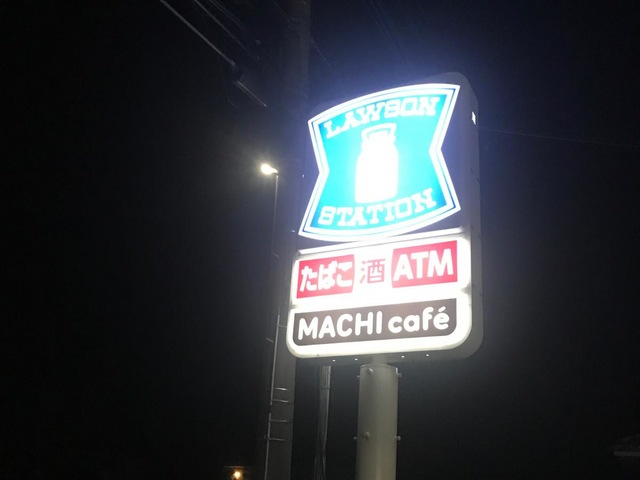 LAWSON
STATION
たばこ 酒 ATM
MACHI café